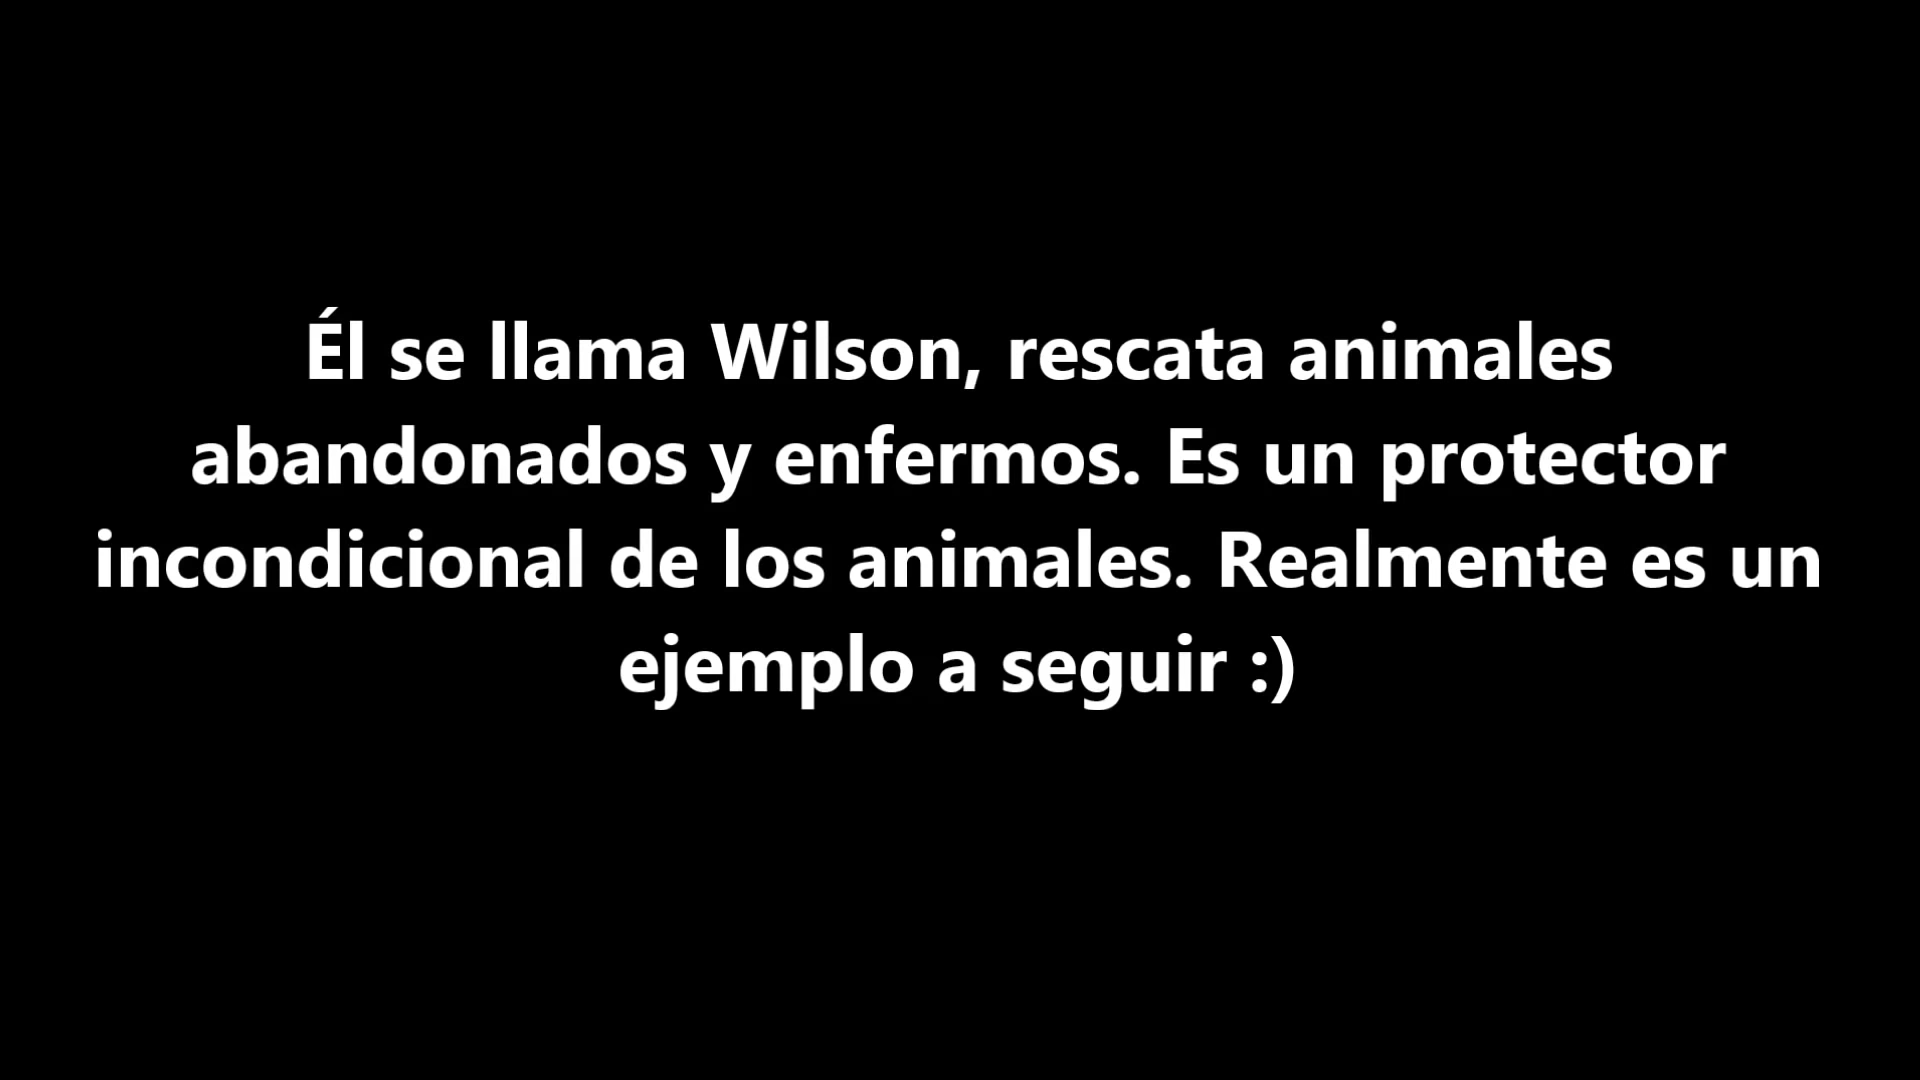 Él se llama Wilson, rescata animales
abandonados y enfermos. Es un protector
incondicional de los animales. Realmente es un
ejemplo a seguir :)